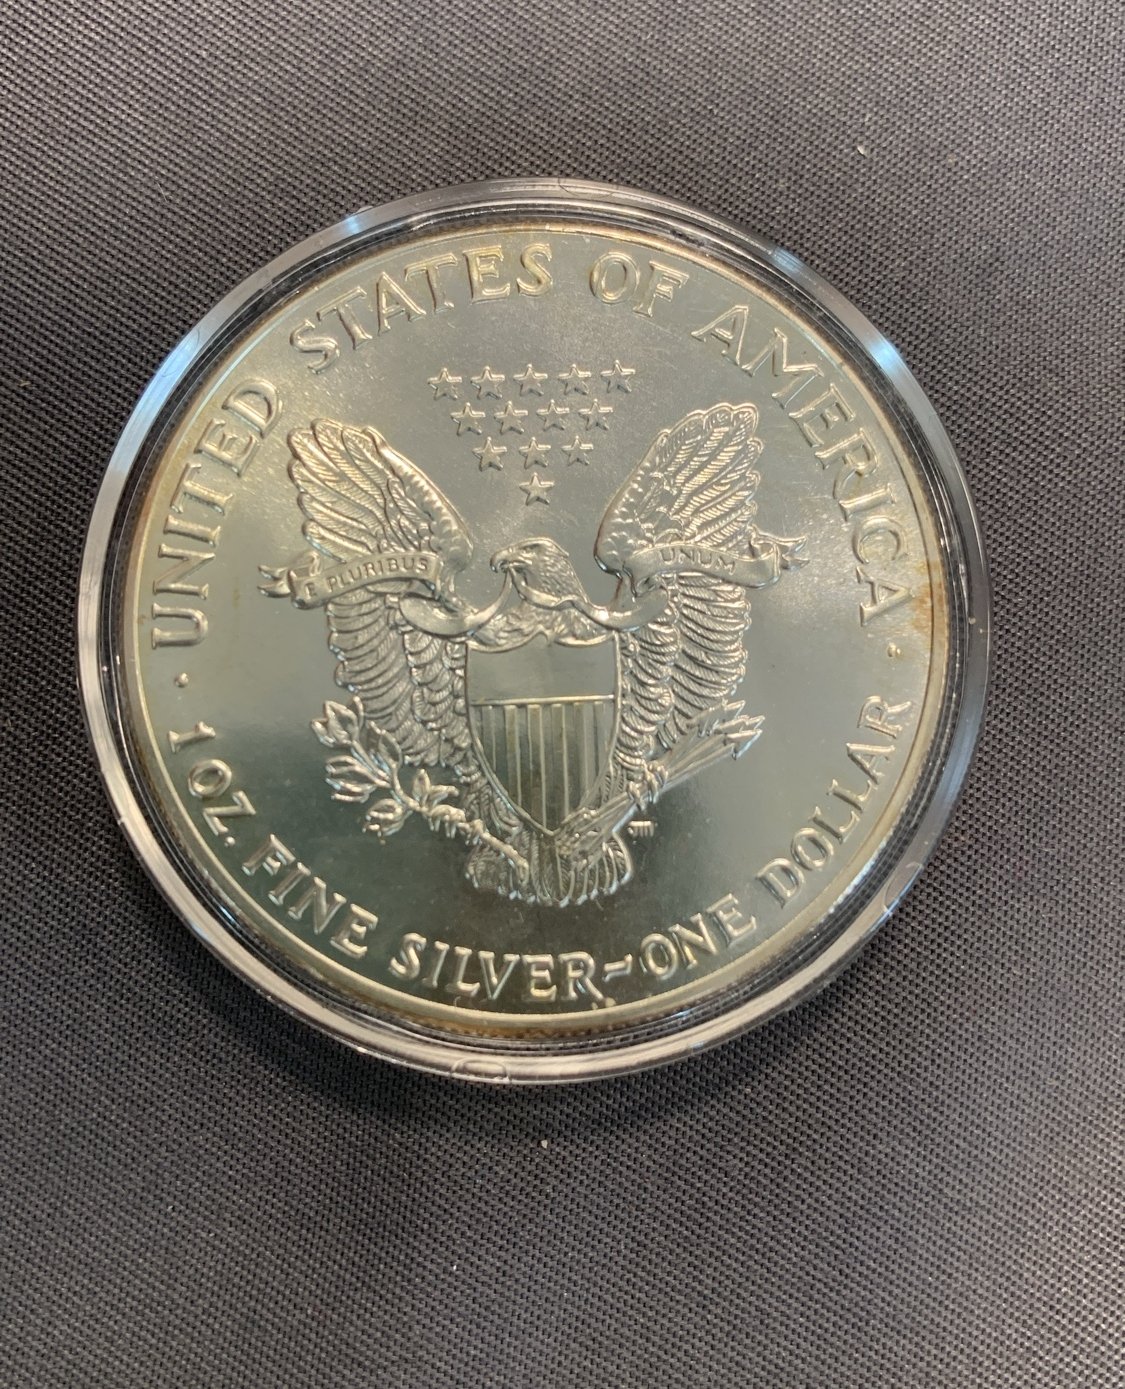 UNITED STATES OF AMERICA
PLURIBUS UNUM
1 OZ. FINE SILVER~ONE DOLLAR